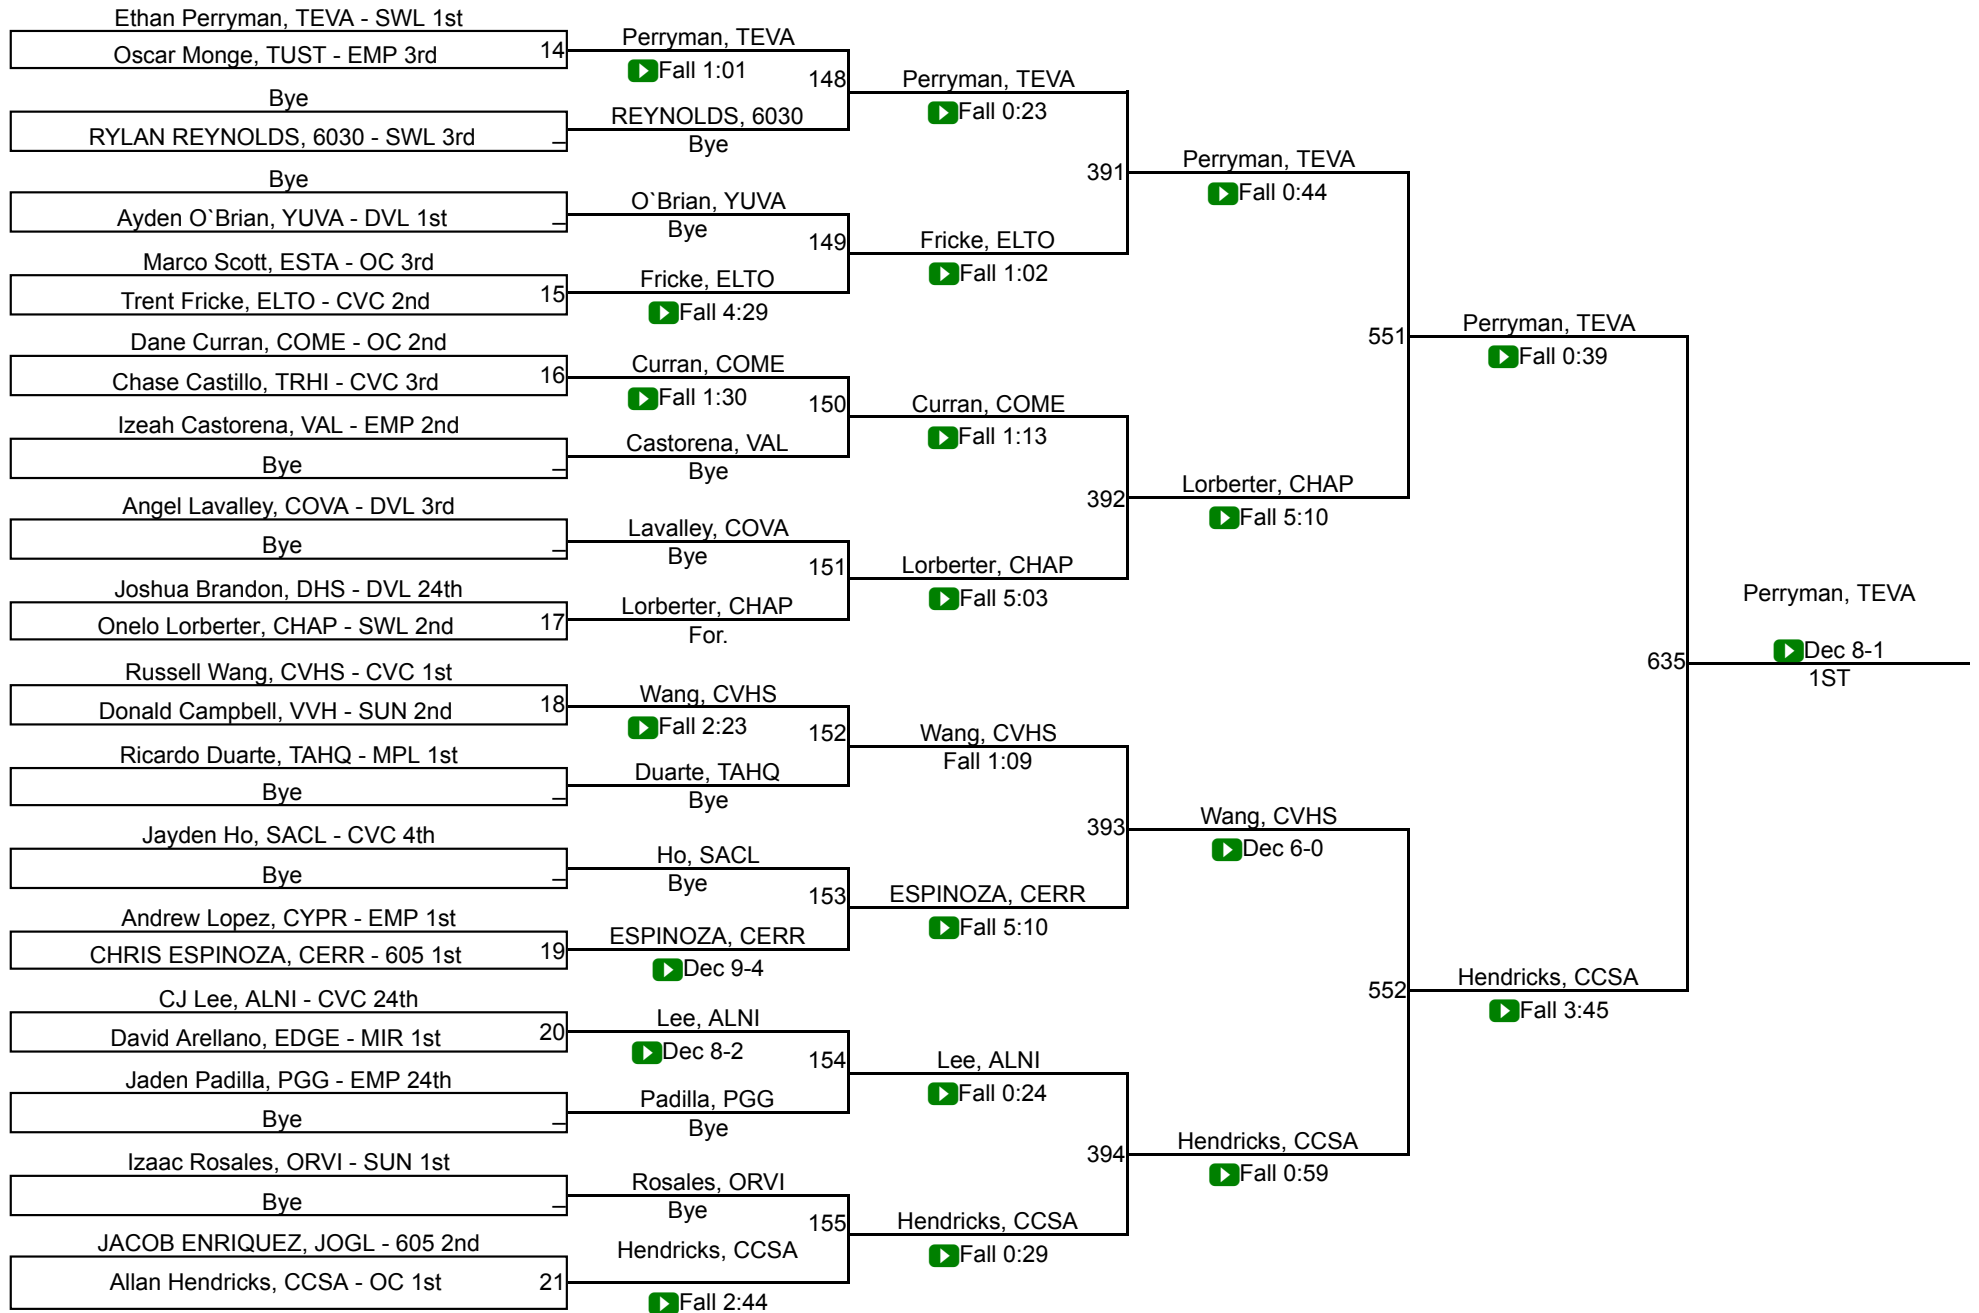 Ethan Perryman, TEVA - SWL 1st
Oscar Monge, TUST - EMP 3rd
14
Bye
RYLAN REYNOLDS, 6030 - SWL 3rd
_
Bye
Ayden O`Brian, YUVA - DVL 1st
_
Marco Scott, ESTA - OC 3rd
Trent Fricke, ELTO - CVC 2nd
15
Dane Curran, COME - OC 2nd
Chase Castillo, TRHI - CVC 3rd
16
Izeah Castorena, VAL - EMP 2nd
Bye
_
Angel Lavalley, COVA - DVL 3rd
Bye
_
Joshua Brandon, DHS - DVL 24th
Onelo Lorberter, CHAP - SWL 2nd
17
Russell Wang, CVHS - CVC 1st
Donald Campbell, VVH - SUN 2nd
18
Ricardo Duarte, TAHQ - MPL 1st
Bye
_
Jayden Ho, SACL - CVC 4th
Bye
_
Andrew Lopez, CYPR - EMP 1st
CHRIS ESPINOZA, CERR - 605 1st
19
CJ Lee, ALNI - CVC 24th
David Arellano, EDGE - MIR 1st
20
Jaden Padilla, PGG - EMP 24th
Bye
_
Izaac Rosales, ORVI - SUN 1st
Bye
_
JACOB ENRIQUEZ, JOGL - 605 2nd
Allan Hendricks, CCSA - OC 1st
21
Perryman, TEVA
Fall 1:01
148
REYNOLDS, 6030
Bye
O`Brian, YUVA
Bye
149
Fricke, ELTO
Fall 4:29
Curran, COME
Fall 1:30
150
Castorena, VAL
Bye
Lavalley, COVA
Bye
151
Lorberter, CHAP
For.
Wang, CVHS
Fall 2:23
152
Duarte, TAHQ
Bye
Ho, SACL
Bye
153
ESPINOZA, CERR
Dec 9-4
Lee, ALNI
Dec 8-2
154
Padilla, PGG
Bye
Rosales, ORVI
Bye
155
Hendricks, CCSA
Fall 2:44
Perryman, TEVA
Fall 0:23
391
Fricke, ELTO
Fall 1:02
Curran, COME
Fall 1:13
392
Lorberter, CHAP
Fall 5:03
Wang, CVHS
Fall 1:09
393
ESPINOZA, CERR
Fall 5:10
Lee, ALNI
Fall 0:24
394
Hendricks, CCSA
Fall 0:29
Perryman, TEVA
Fall 0:44
551
Lorberter, CHAP
Fall 5:10
Wang, CVHS
Dec 6-0
552
Hendricks, CCSA
Fall 0:59
Perryman, TEVA
Fall 0:39
635
Hendricks, CCSA
Fall 3:45
Perryman, TEVA
Dec 8-1
1ST